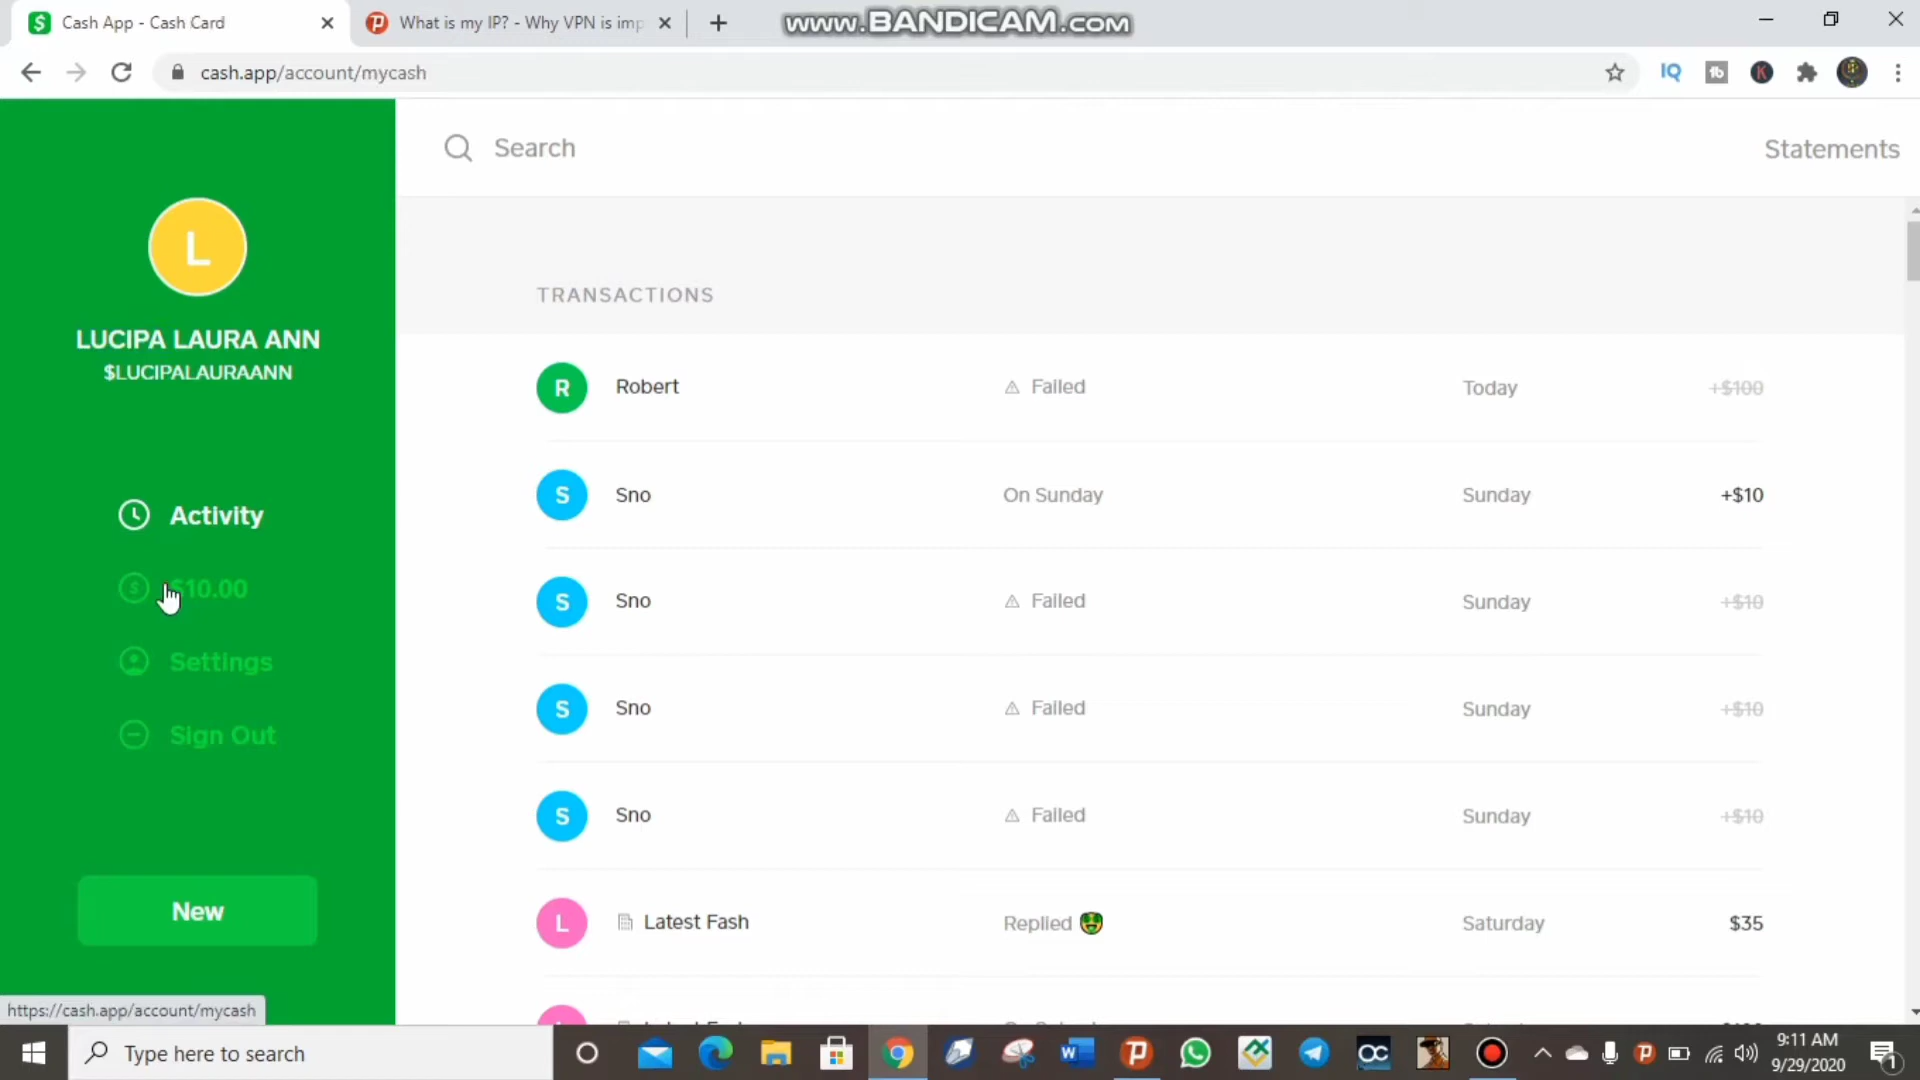 Cash App - Cash Card
What is my IP? - Why VPN is imp
www.BANDICAM.com
cash.app/account/mycash
Search
Statements
L
LUCIPA LAURA ANN
$LUCIPALAURAANN
TRANSACTIONS
R Robert Failed Today +$100
S Sno On Sunday Sunday +$10
Activity
$10.00
S Sno Failed Sunday +$10
Settings
S Sno Failed Sunday +$10
Sign Out
S Sno Failed Sunday +$10
New
L Latest Fash Replied Saturday $35
https://cash.app/account/mycash
Type here to search
9:11 AM
9/29/2020